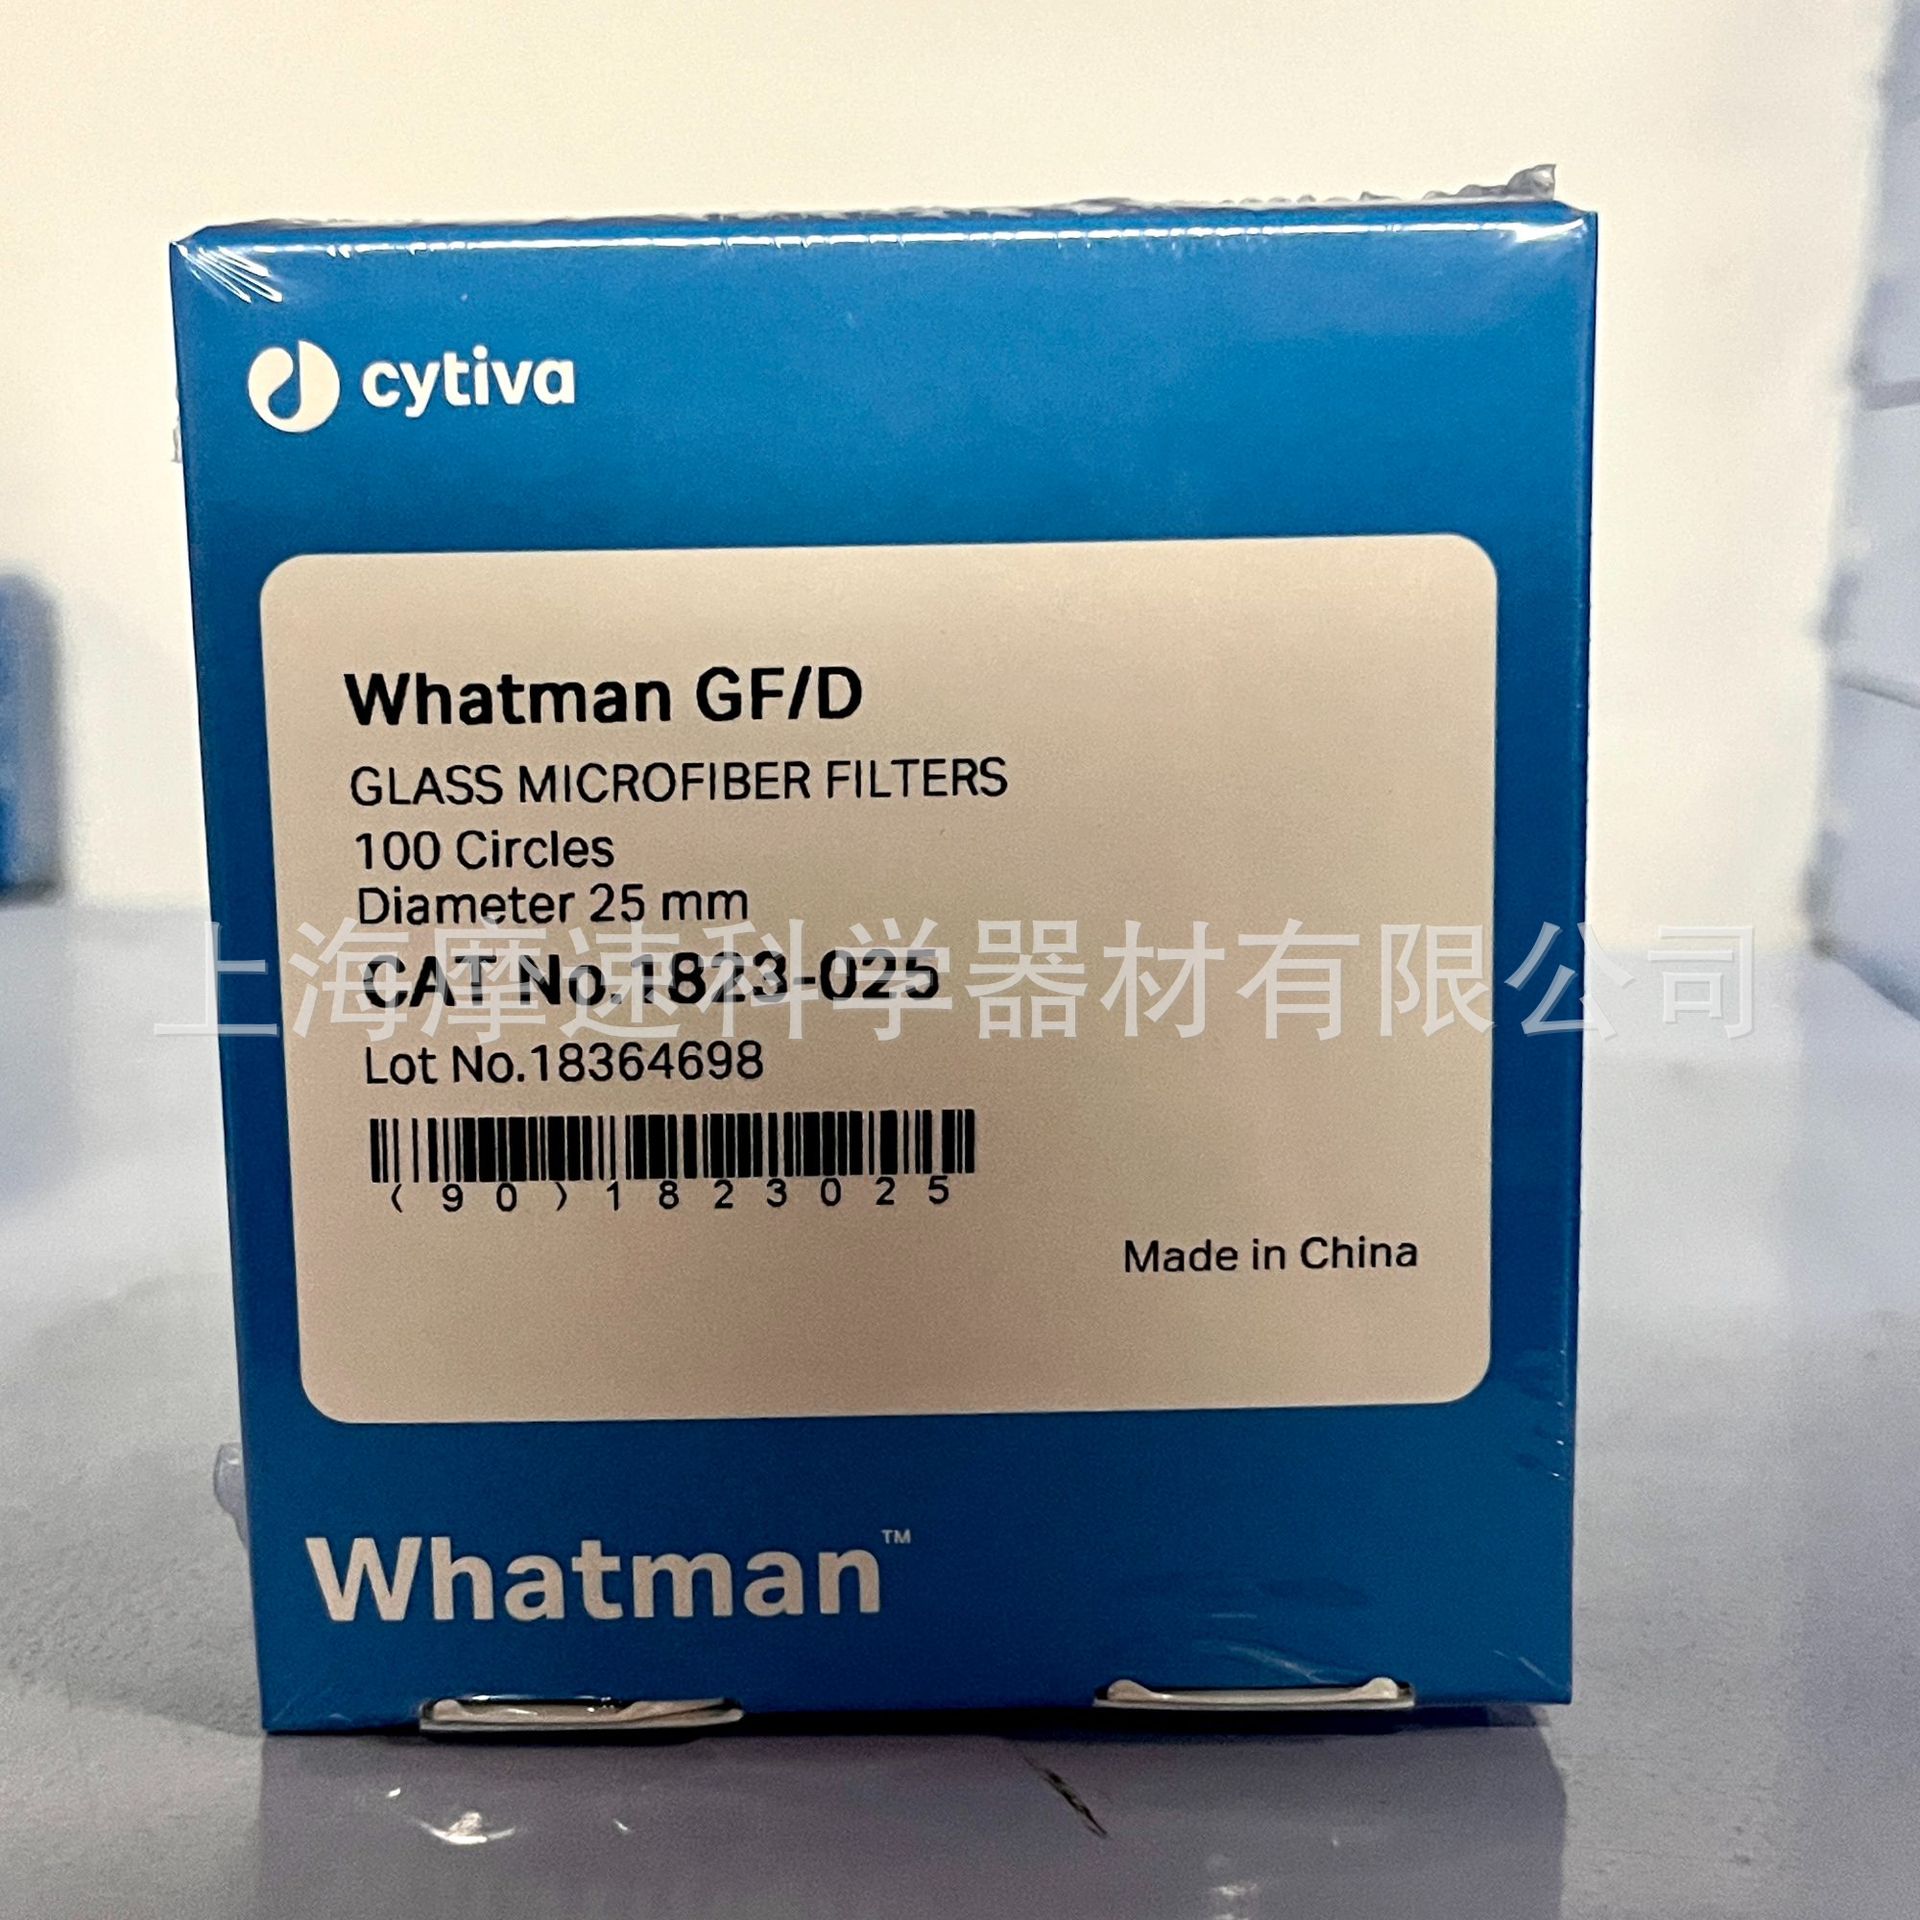 cytiva
Whatman GF/D
GLASS MICROFIBER FILTERS
100 Circles
Diameter 25 mm
CAT No.1823-025
上海摩速科学器材有限公司
Lot No.18364698
(90)1823025
Made in China
Whatman™